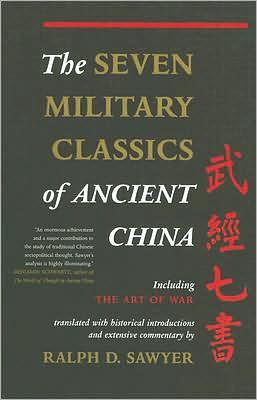 The SEVEN
MILITARY
CLASSICS
of ANCIENT
CHINA
武經七書
"An enormous achievement
and a major contribution to
the study of traditional Chinese
sociopolitical thought. Sawyer's
analysis is highly illuminating."
BENJAMIN SCHWARTZ, author of
The World of Thought in Ancient China
Including
THE ART OF WAR
translated with historical introductions
and extensive commentary by
RALPH D. SAWYER